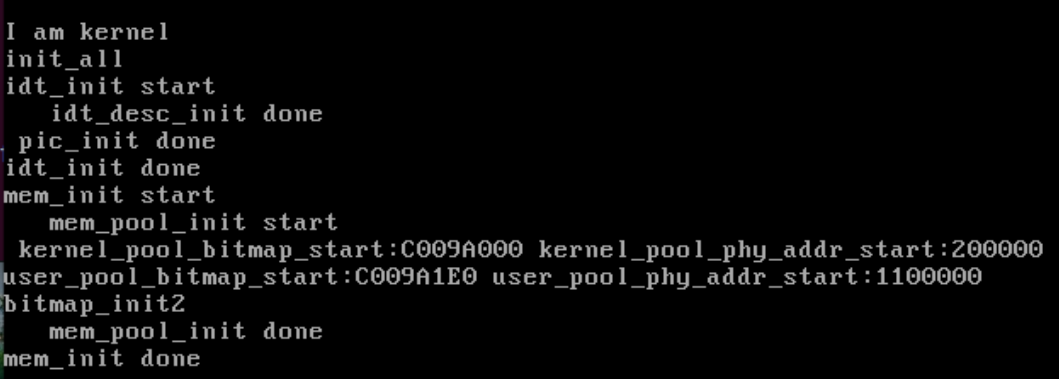 I am kernel
init_all
idt_init start
   idt_desc_init done
 pic_init done
idt_init done
mem_init start
   mem_pool_init start
 kernel_pool_bitmap_start:C009A000 kernel_pool_phy_addr_start:200000
user_pool_bitmap_start:C009A1E0 user_pool_phy_addr_start:1100000
bitmap_init2
   mem_pool_init done
mem_init done